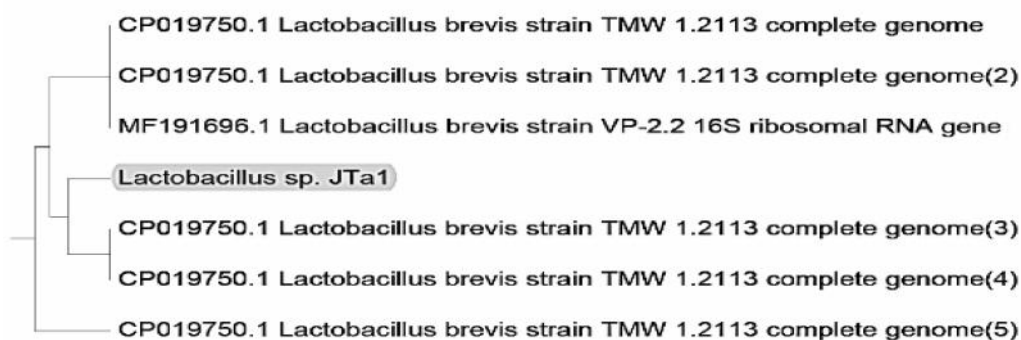 CP019750.1 Lactobacillus brevis strain TMW 1.2113 complete genome
CP019750.1 Lactobacillus brevis strain TMW 1.2113 complete genome(2)
MF191696.1 Lactobacillus brevis strain VP-2.2 16S ribosomal RNA gene
Lactobacillus sp. JTa1
CP019750.1 Lactobacillus brevis strain TMW 1.2113 complete genome(3)
CP019750.1 Lactobacillus brevis strain TMW 1.2113 complete genome(4)
CP019750.1 Lactobacillus brevis strain TMW 1.2113 complete genome(5)